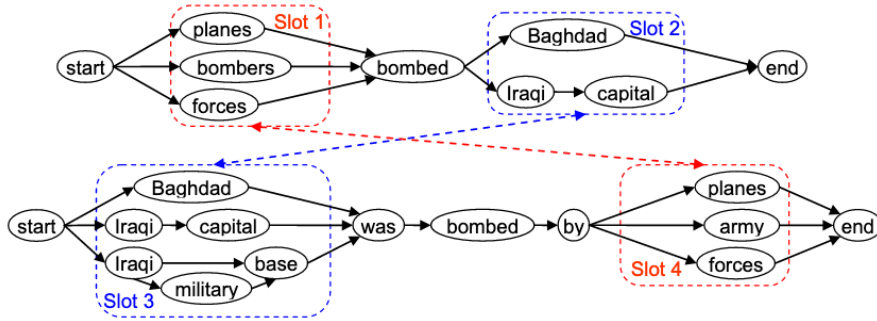 Slot 1
Slot 2
planes
Baghdad
start
bombers
bombed
end
forces
Iraqi
capital
Baghdad
planes
start
Iraqi
capital
was
bombed
by
army
end
Iraqi
base
forces
military
Slot 3
Slot 4